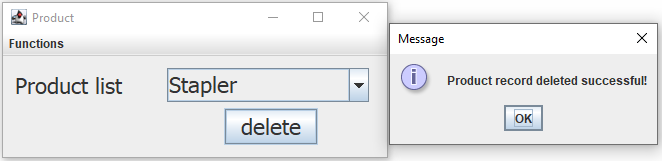 Product
Functions
Product list
Stapler
delete
Message
Product record deleted successful!
OK